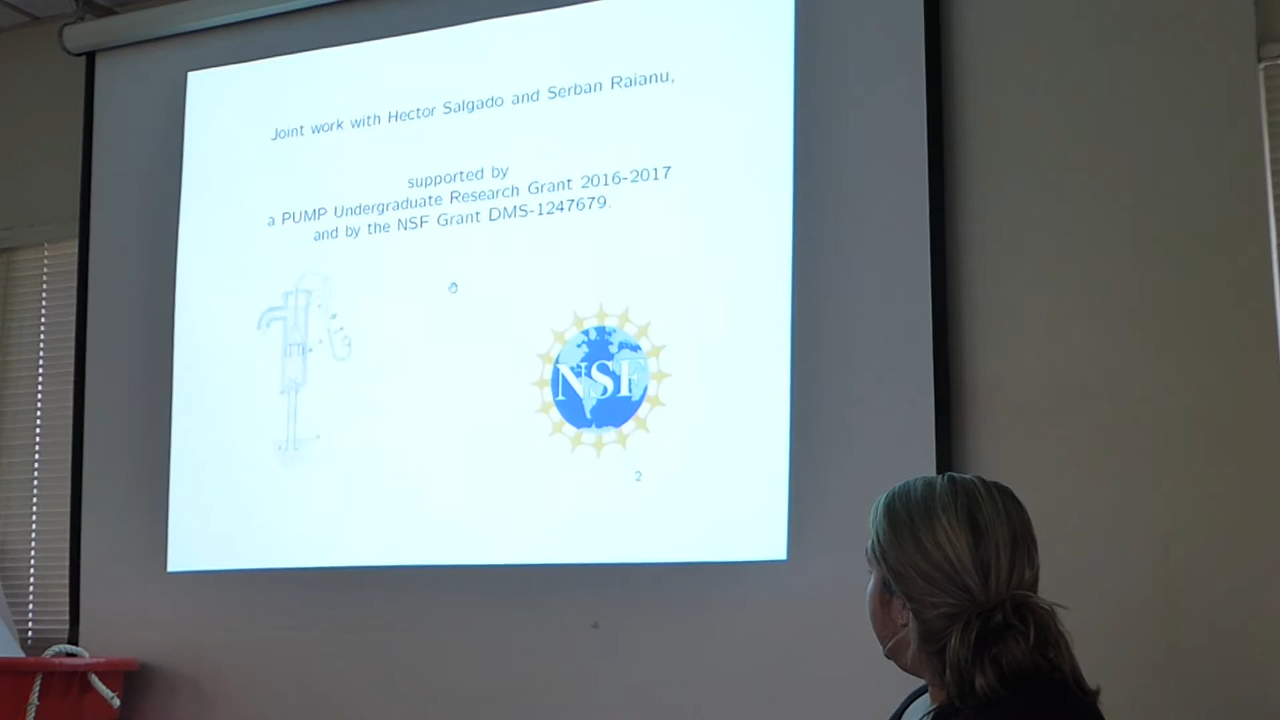 Joint work with Hector Salgado and Serban Raianu,
supported by
a PUMP Undergraduate Research Grant 2016-2017
and by the NSF Grant DMS-1247679.
NSF
2